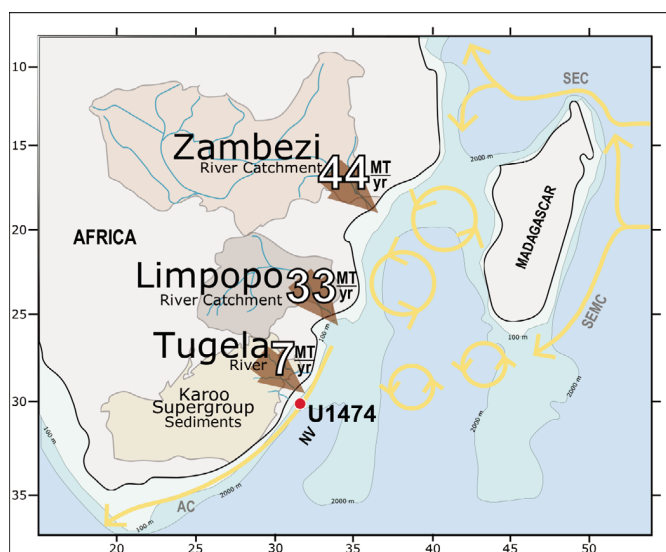 10
15
20
25
30
35
SEC
2000 m
Zambezi
River Catchment
44 MT
yr
AFRICA
MADAGASCAR
Limpopo
River Catchment
33 MT
yr
SEMC
100 m
100 m
Tugela
River
7 MT
yr
Karoo
Supergroup
Sediments
U1474
NV
2000 m
2000 m
100 m
2000 m
2000 m
AC
100 m
20 25 30 35 40 45 50 54